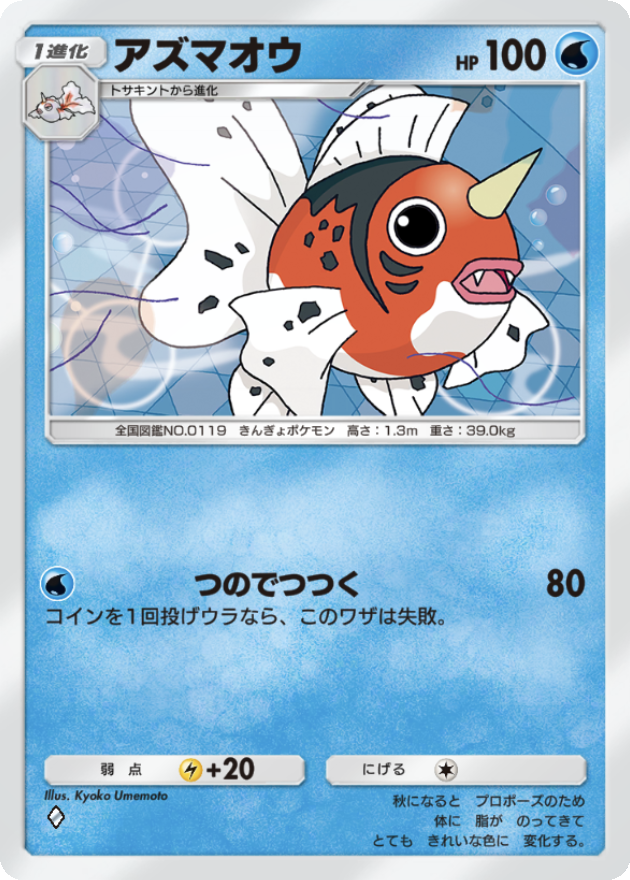 1進化
アズマオウ
HP 100
トサキントから進化
全国図鑑NO.0119 きんぎょポケモン 高さ：1.3m 重さ：39.0kg
つのでつつく 80
コインを1回投げウラなら、このワザは失敗。
弱点 +20 にげる
Illus. Kyoko Umemoto
秋になると プロポーズのため
体に 脂が のってきて
とても きれいな色に 変化する。